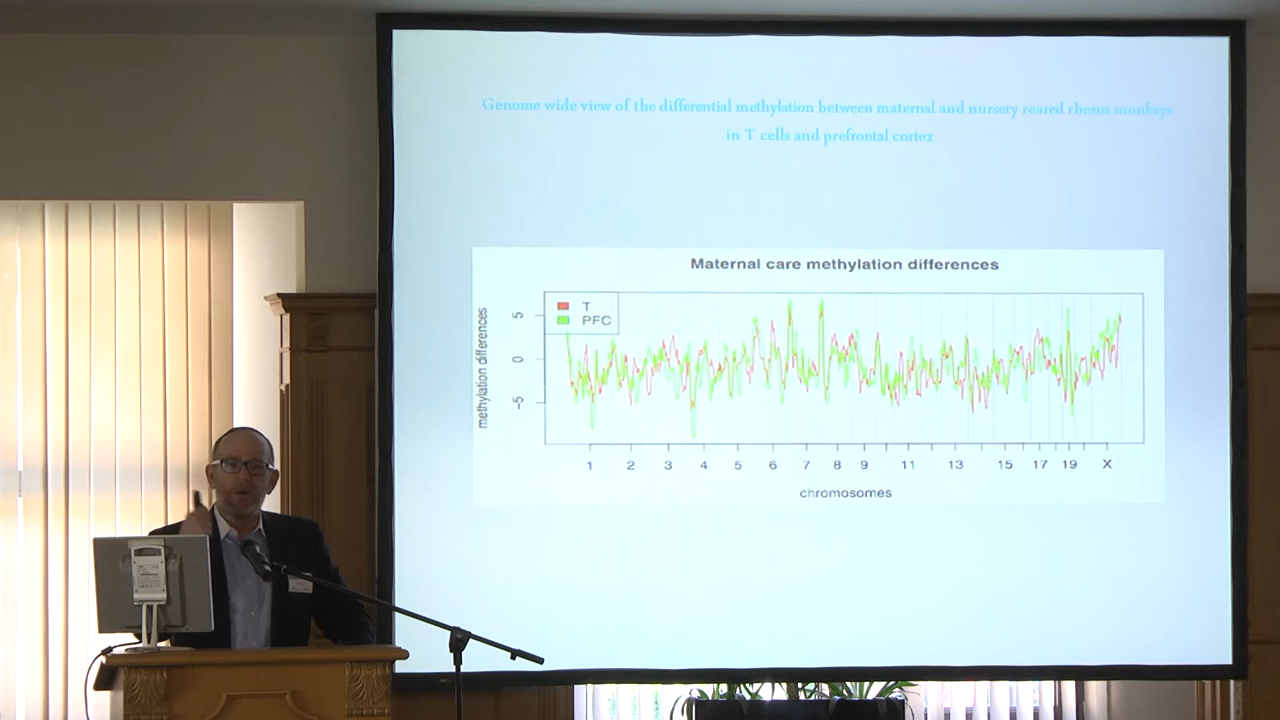 Genome wide view of the differential methylation between maternal and nursery reared rhesus monkeys
in T cells and prefrontal cortex
Maternal care methylation differences
T
PFC
methylation differences
5
0
-5
1 2 3 4 5 6 7 8 9 11 13 15 17 19 X
chromosomes